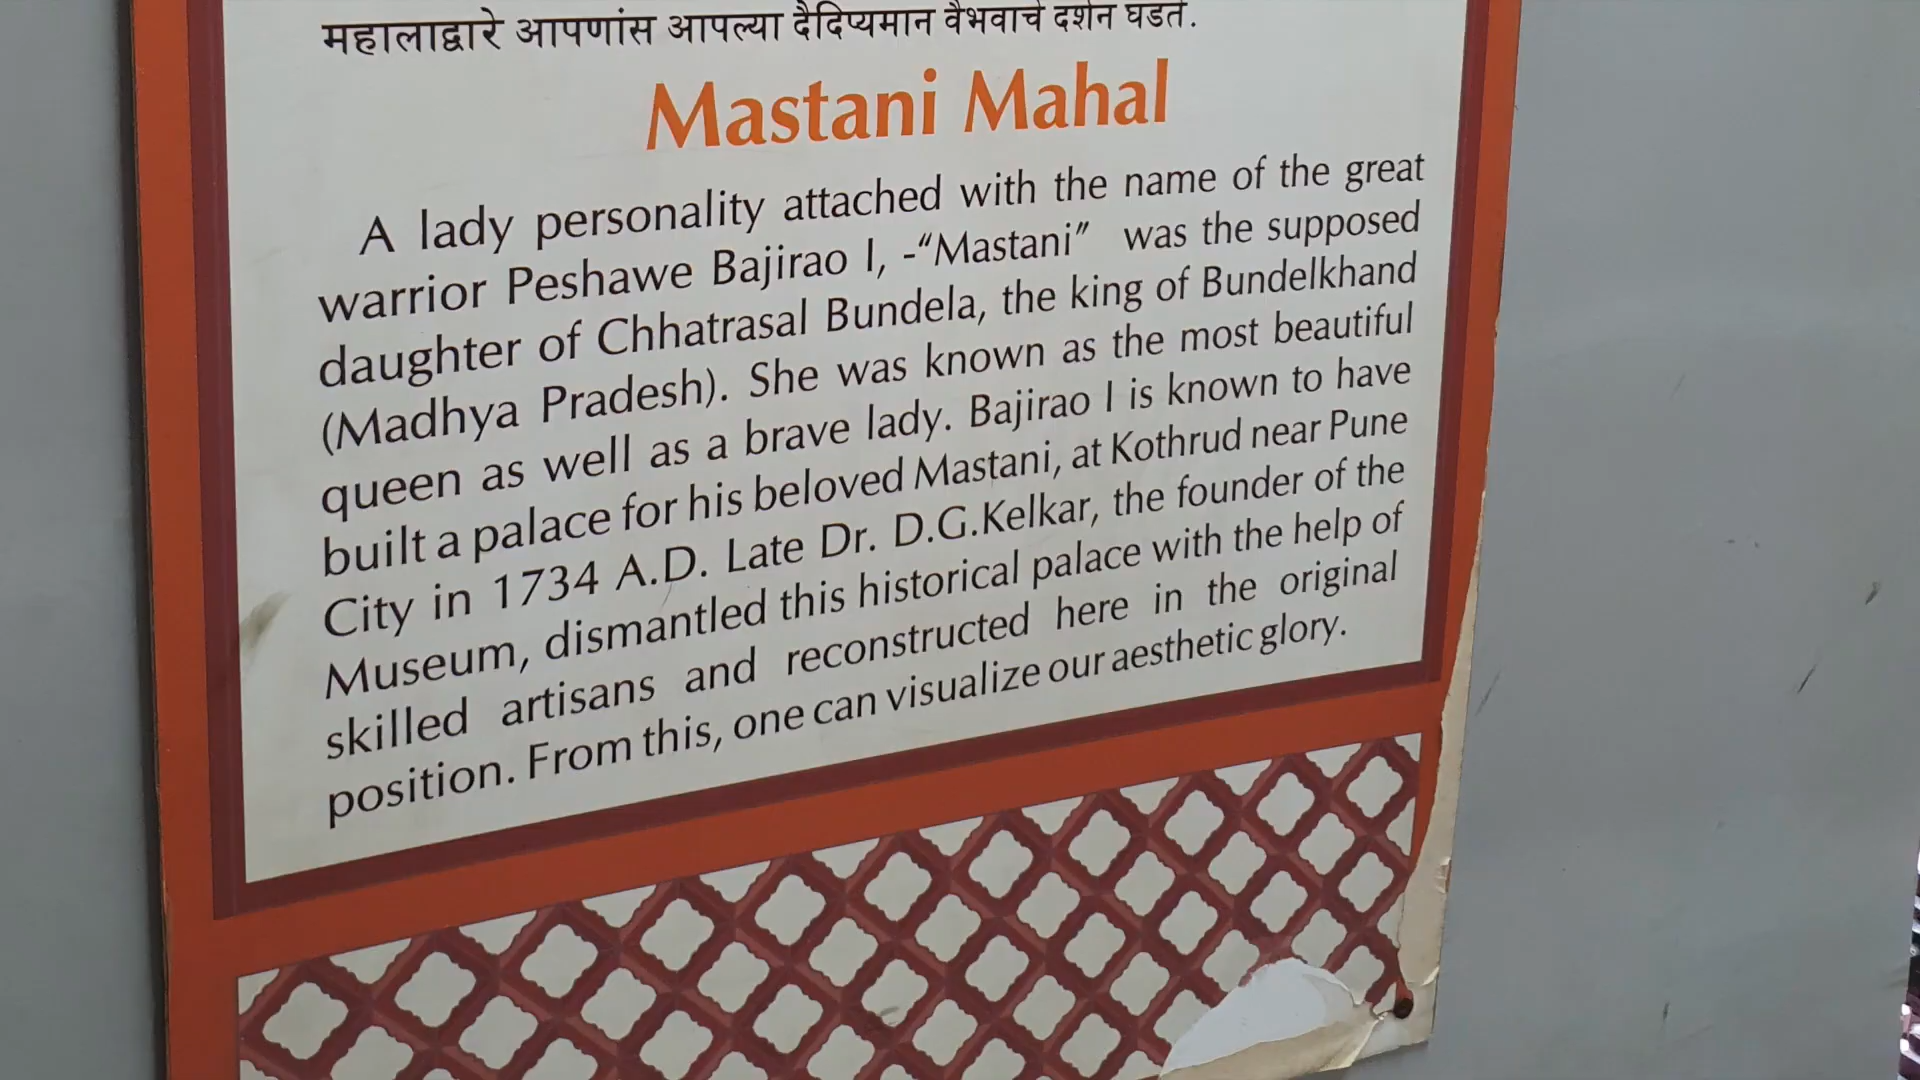 महालाद्वारे आपणांस आपल्या दैदिप्यमान वैभवाचे दर्शन घडते.
Mastani Mahal
A lady personality attached with the name of the great
warrior Peshawe Bajirao I, -“Mastani” was the supposed
daughter of Chhatrasal Bundela, the king of Bundelkhand
(Madhya Pradesh). She was known as the most beautiful
queen as well as a brave lady. Bajirao I is known to have
built a palace for his beloved Mastani, at Kothrud near Pune
City in 1734 A.D. Late Dr. D.G.Kelkar, the founder of the
Museum, dismantled this historical palace with the help of
skilled artisans and reconstructed here in the original
position. From this, one can visualize our aesthetic glory.